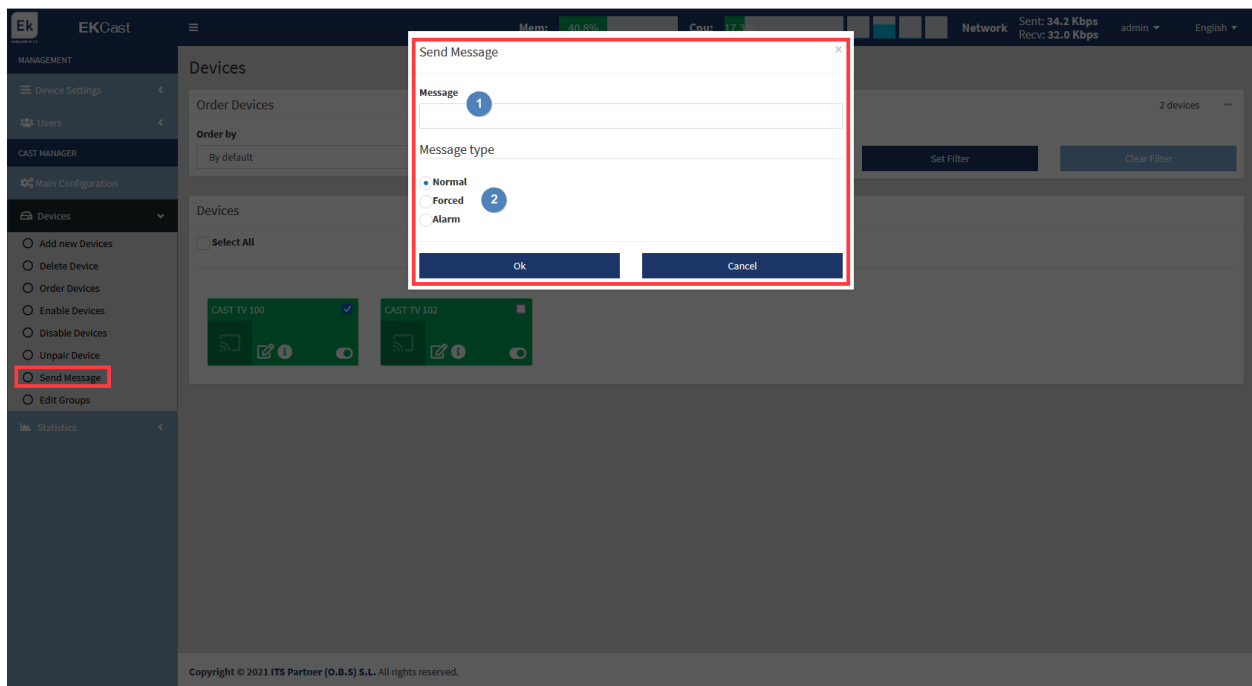 Ek
EKCast
Mem: 40.8%
Cpu: 17.3
Network
Sent: 34.2 Kbps
Recv: 32.0 Kbps
admin
English
MANAGEMENT
Device Settings
Users
CAST MANAGER
Main Configuration
Devices
Add new Devices
Delete Device
Order Devices
Enable Devices
Disable Devices
Unpair Device
Send Message
Edit Groups
Statistics
Devices
Order Devices
2 devices
Order by
By default
Set Filter
Clear Filter
Devices
Select All
CAST TV 100
CAST TV 102
Send Message
×
Message
1
Message type
Normal
Forced
2
Alarm
Ok
Cancel
Copyright © 2021 ITS Partner (O.B.S) S.L. All rights reserved.